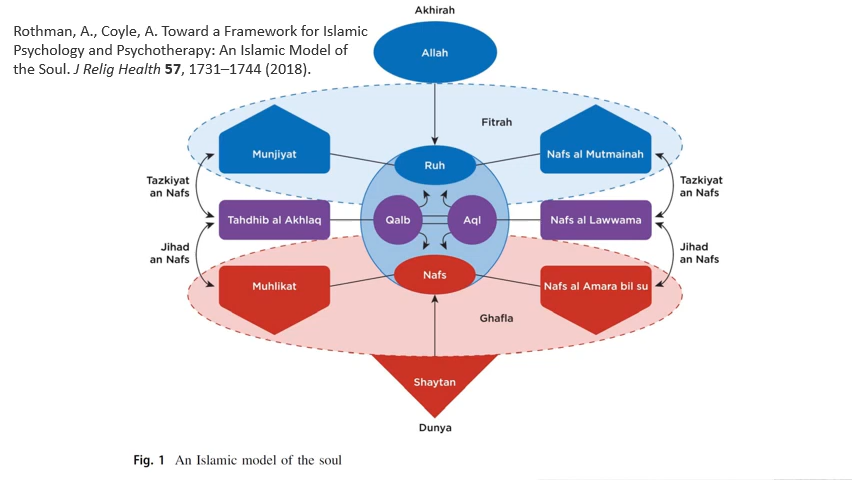 Rothman, A., Coyle, A. Toward a Framework for Islamic
Psychology and Psychotherapy: An Islamic Model of
the Soul. J Relig Health 57, 1731–1744 (2018).
Akhirah
Allah
Fitrah
Munjiyat
Ruh
Nafs al Mutmainah
Tazkiyat
an Nafs
Tazkiyat
an Nafs
Tahdhib al Akhlaq
Qalb
Aql
Nafs al Lawwama
Jihad
an Nafs
Jihad
an Nafs
Muhlikat
Nafs
Nafs al Amara bil su
Ghafla
Shaytan
Dunya
Fig. 1 An Islamic model of the soul